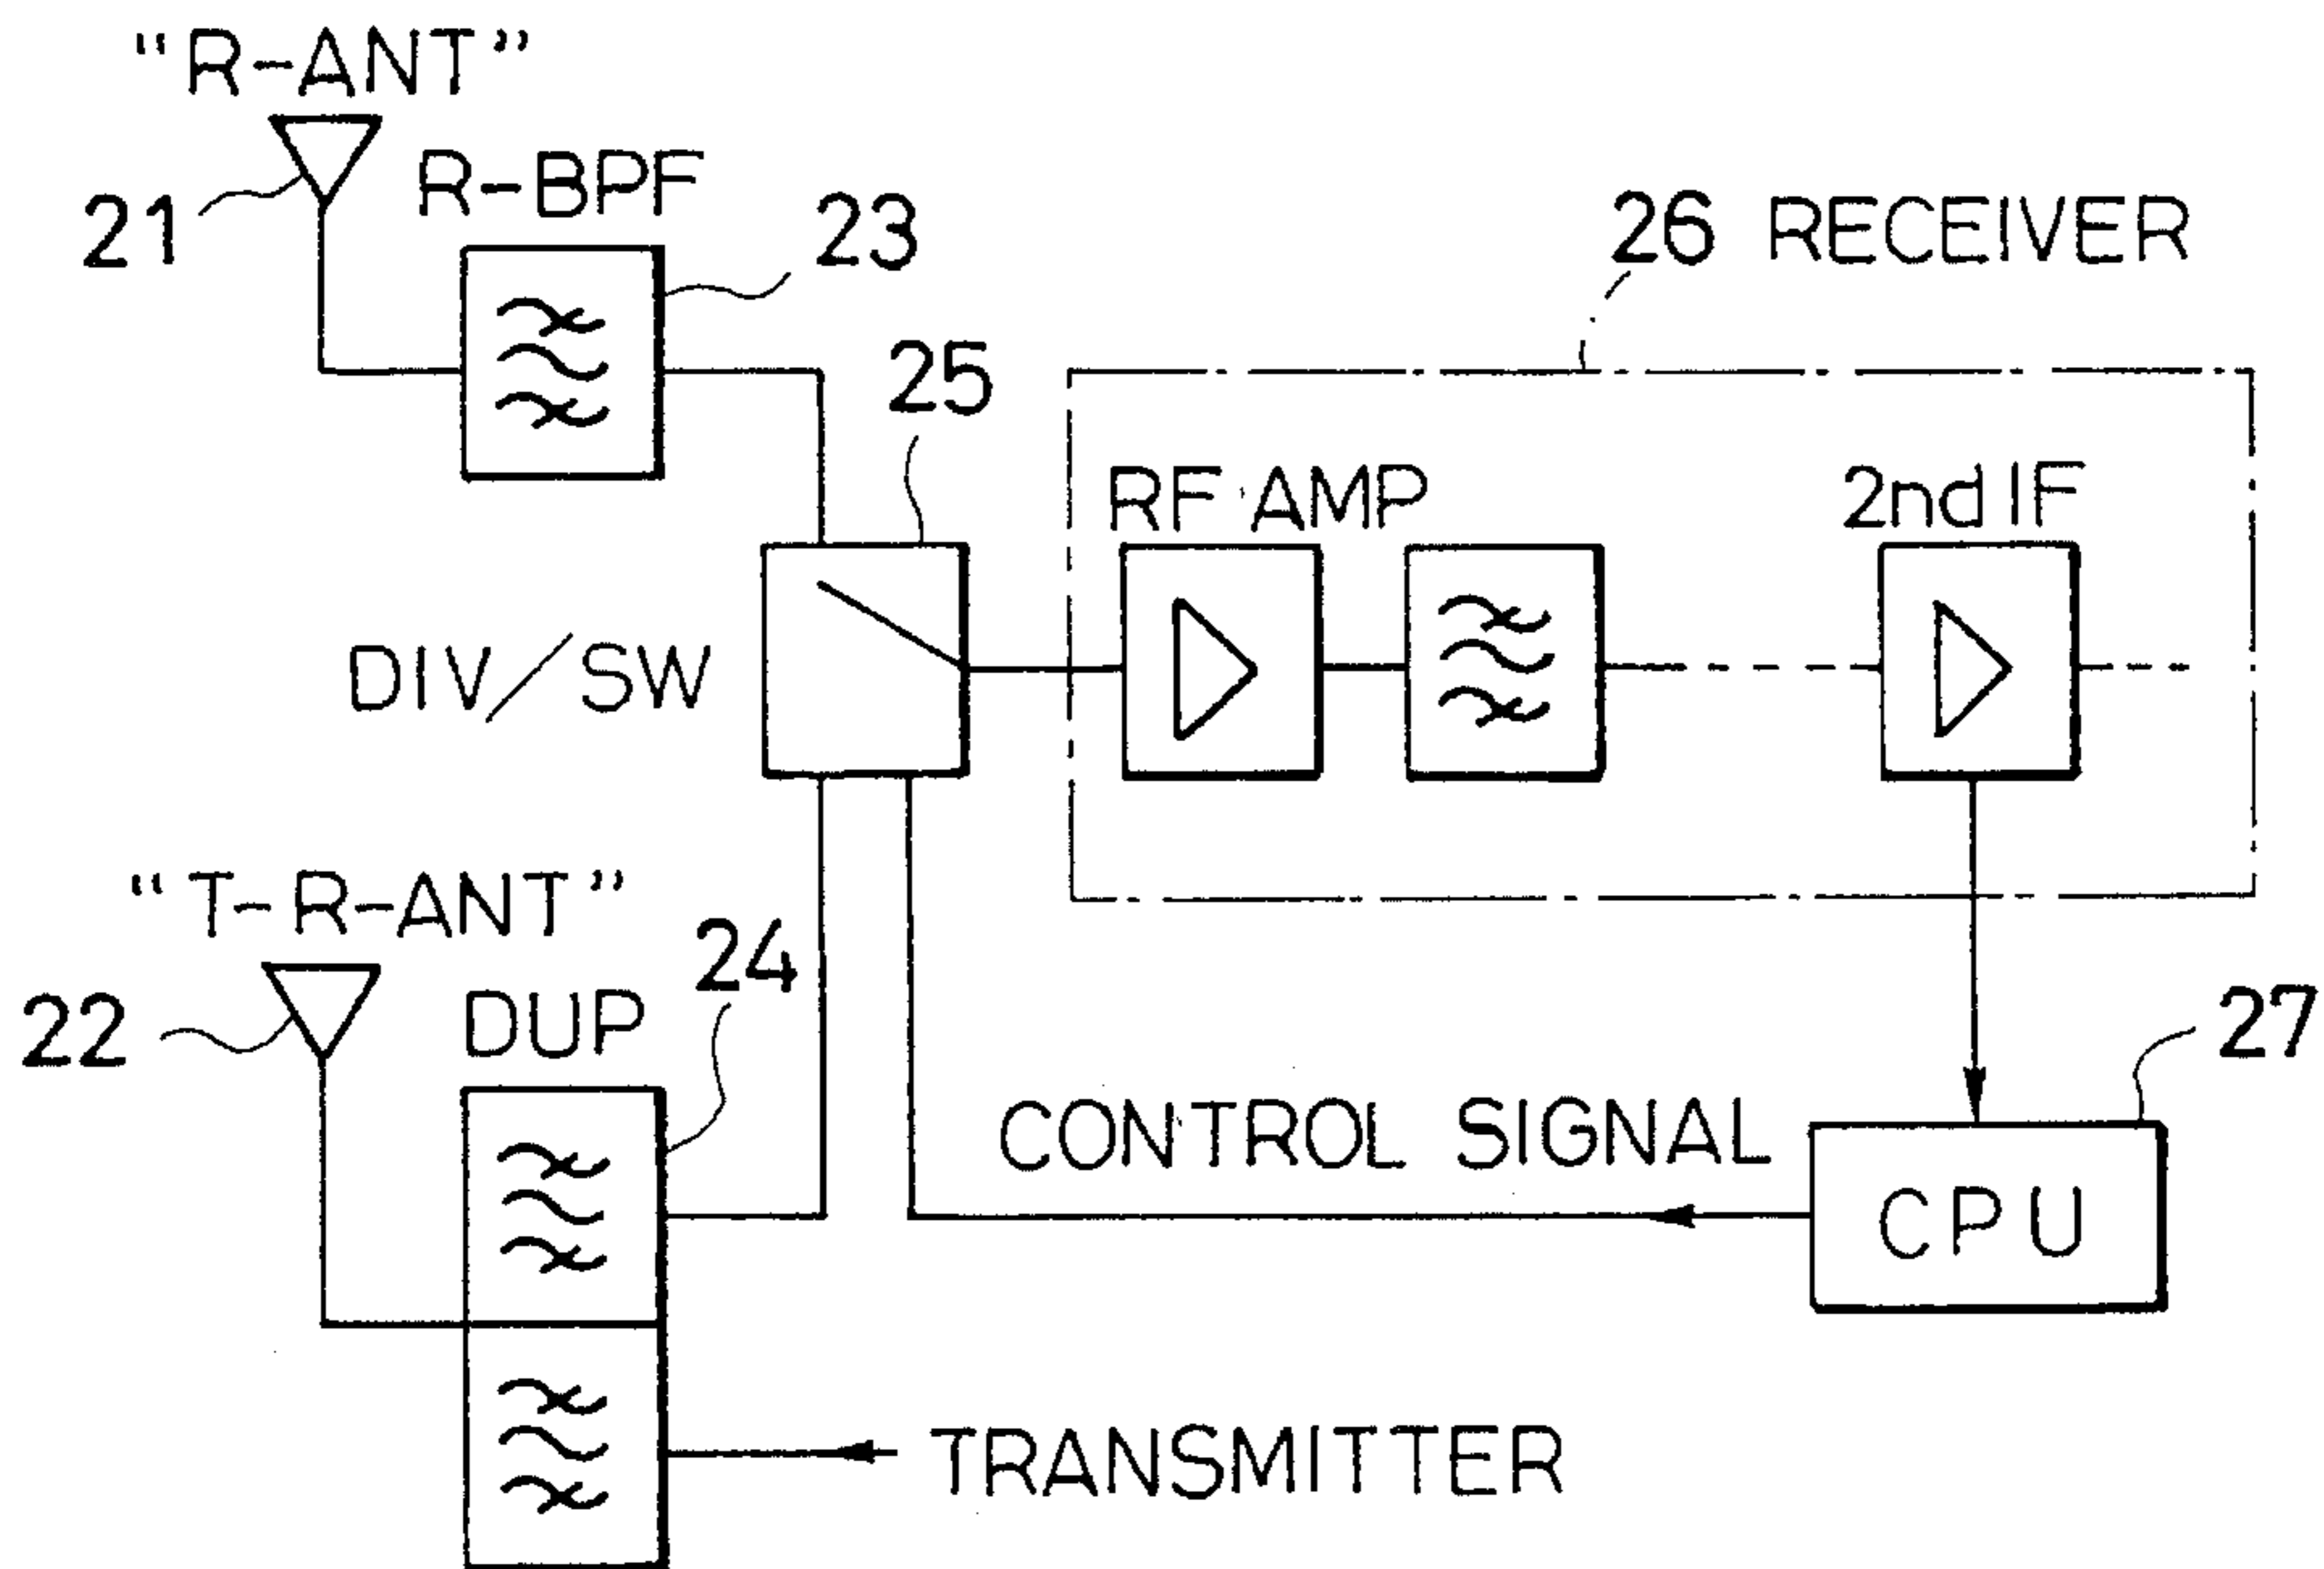 “R-ANT”
21
R-BPF
23
26 RECEIVER
25
RF AMP
2nd IF
DIV/SW
“T-R-ANT”
22
DUP
24
27
CONTROL SIGNAL
CPU
TRANSMITTER